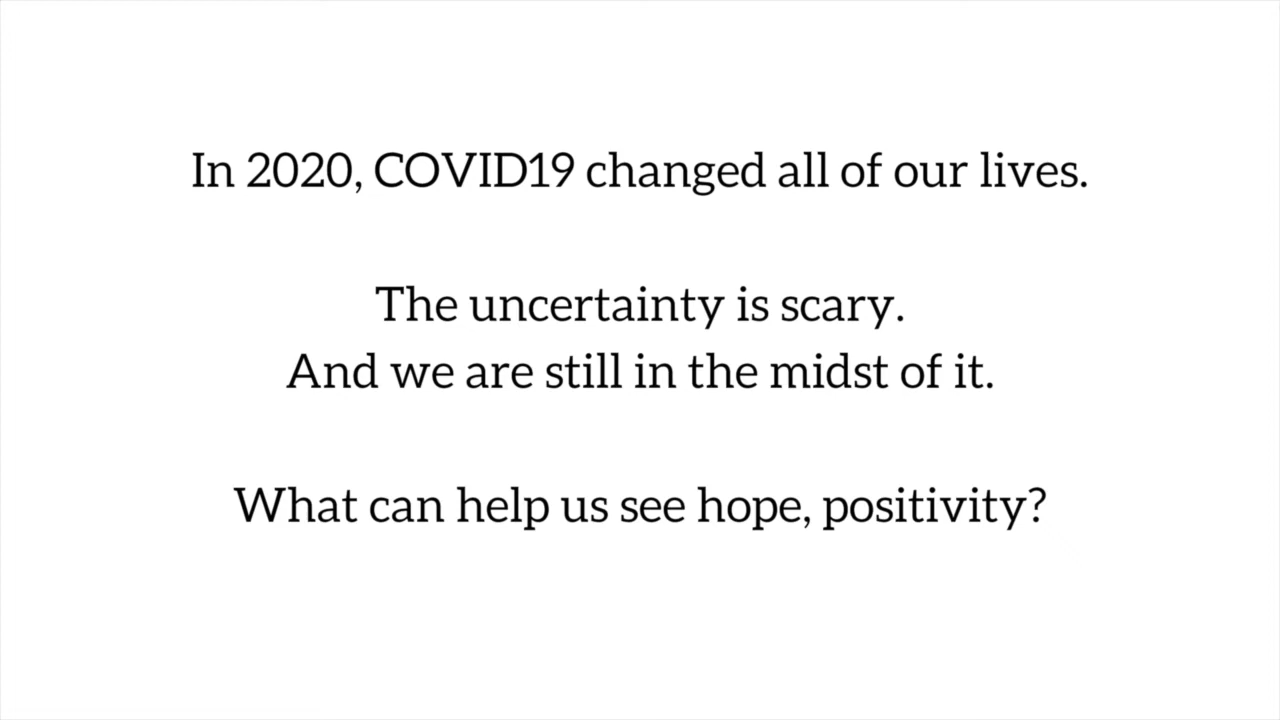 In 2020, COVID19 changed all of our lives.
The uncertainty is scary.
And we are still in the midst of it.
What can help us see hope, positivity?